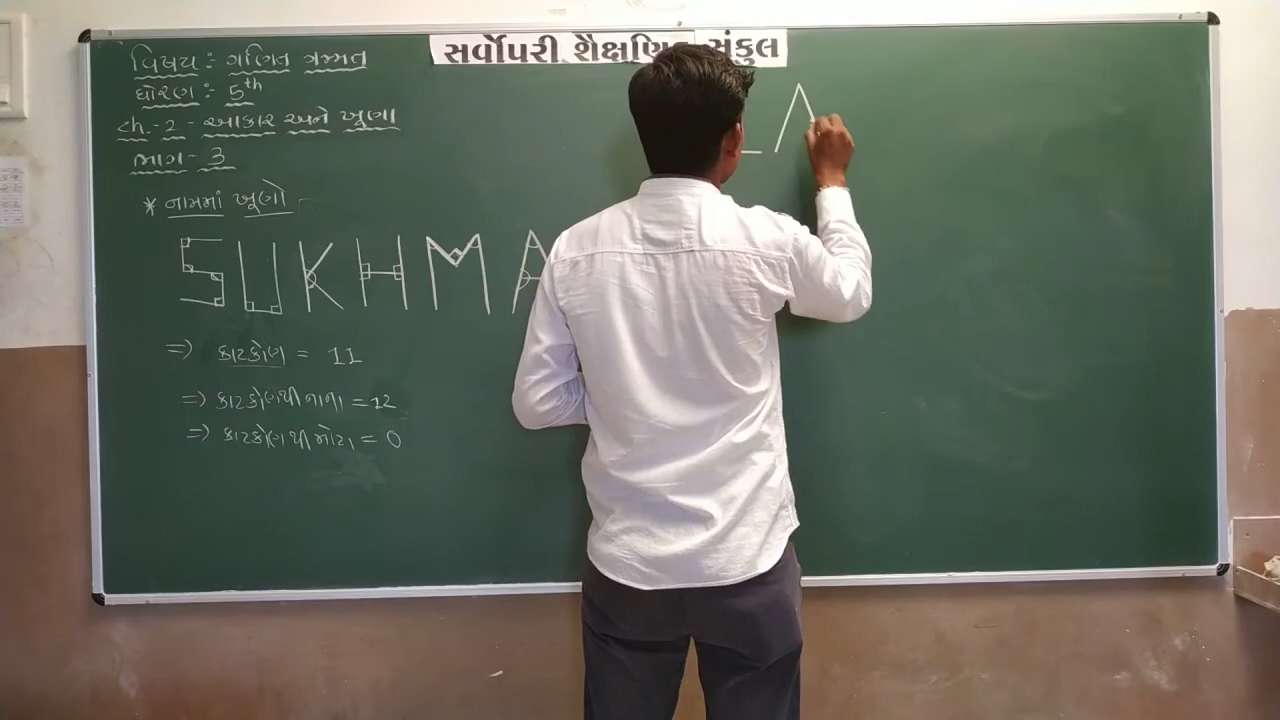 સર્વોપરી શૈક્ષણિક સંકુલ
વિષય : ગણિત ગમ્મત
ધોરણ : 5th
ch.-2 - આકાર અને ખૂણા
ભાગ- 3
* નામમાં ખૂણો -
SUKHMA
=> કાટકોણ = 11
=> કાટકોણથી નાના = 12
=> કાટકોણથી મોટા = 0